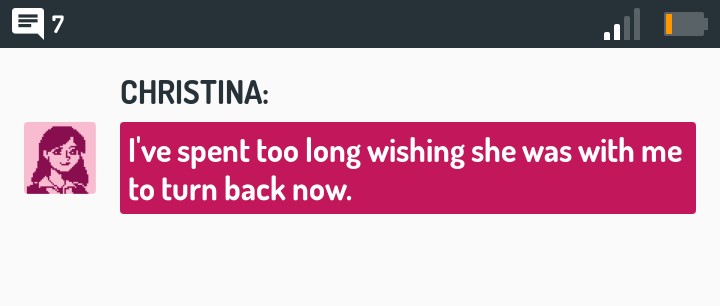 7
CHRISTINA:
I've spent too long wishing she was with me
to turn back now.